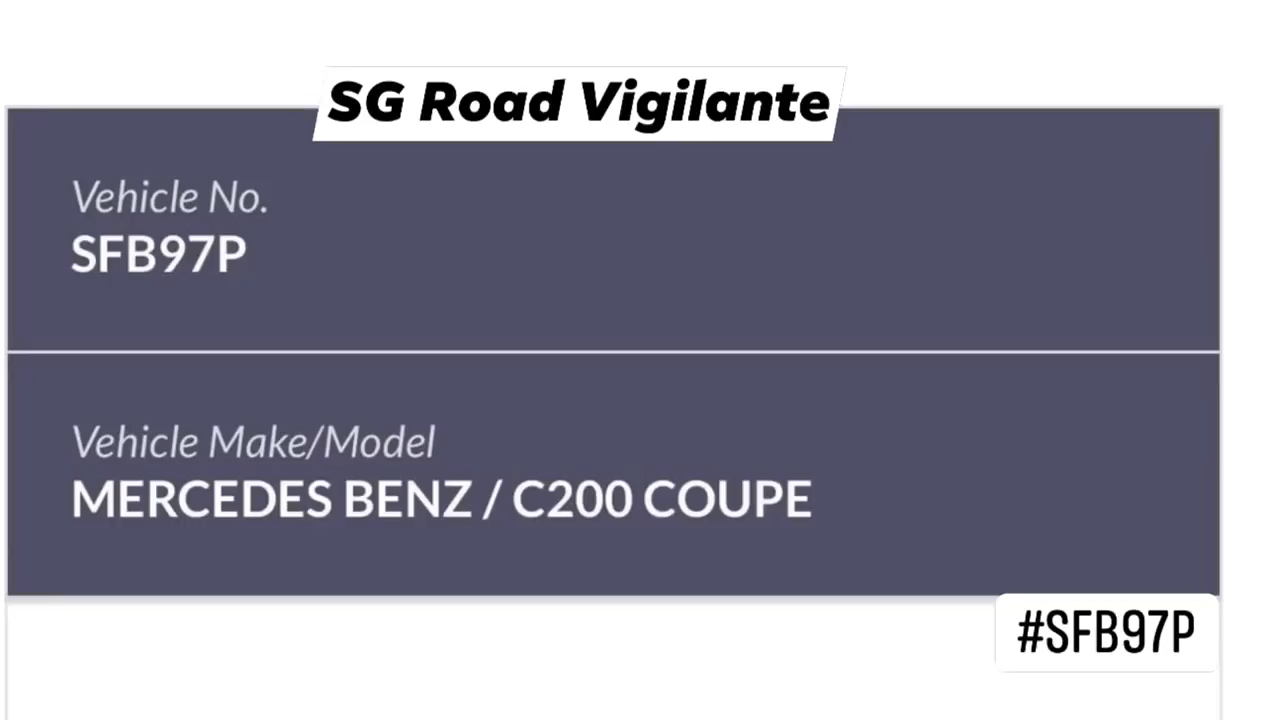 SG Road Vigilante
Vehicle No.
SFB97P
Vehicle Make/Model
MERCEDES BENZ / C200 COUPE
#SFB97P